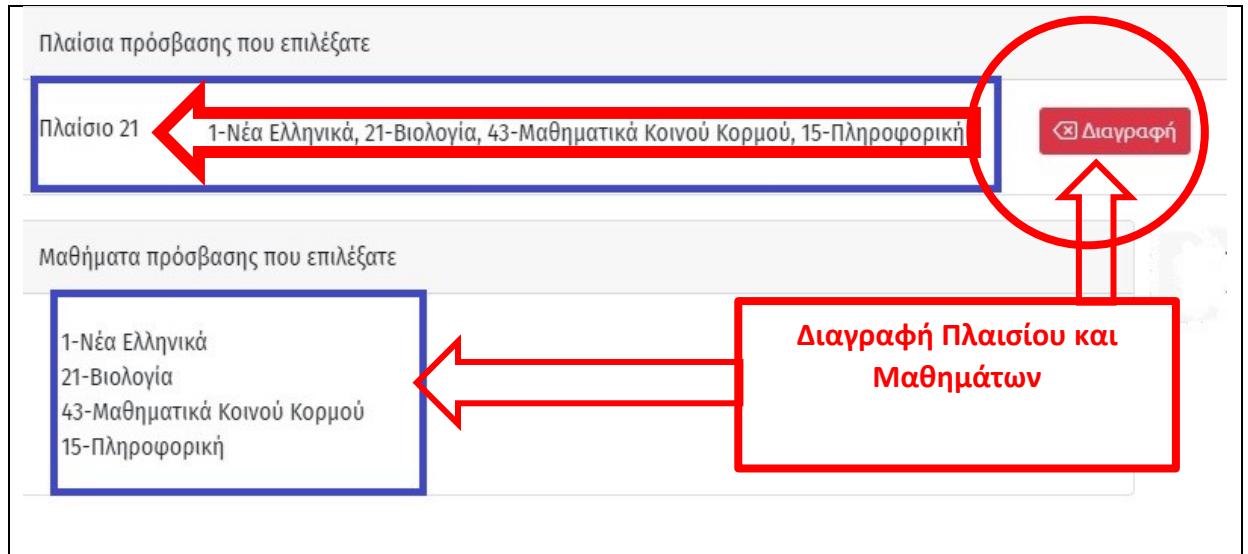 Πλαίσια πρόσβασης που επιλέξατε
Πλαίσιο 21 1-Νέα Ελληνικά, 21-Βιολογία, 43-Μαθηματικά Κοινού Κορμού, 15-Πληροφορική Διαγραφή
Μαθήματα πρόσβασης που επιλέξατε
1-Νέα Ελληνικά
21-Βιολογία
43-Μαθηματικά Κοινού Κορμού
15-Πληροφορική
Διαγραφή Πλαισίου και
Μαθημάτων